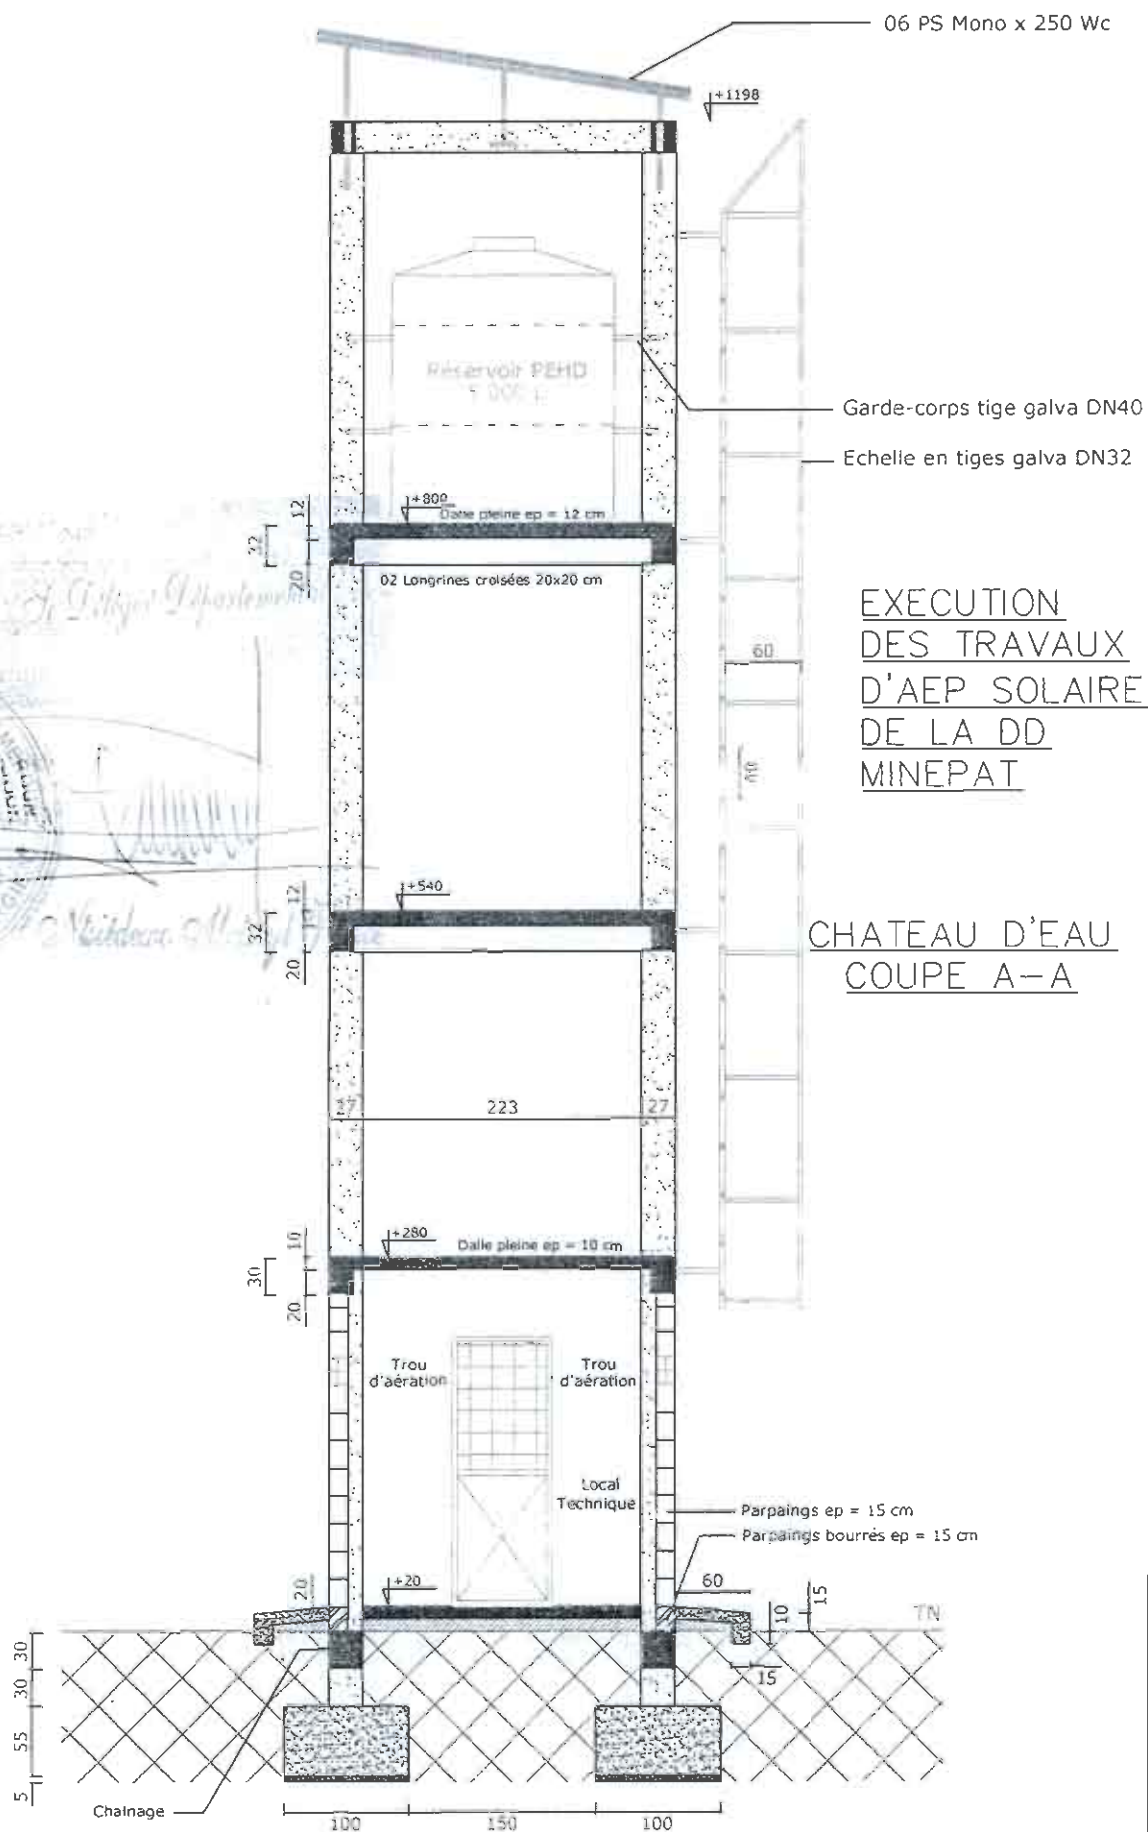 06 PS Mono x 250 Wc
+1198
Réservoir PEHD
Garde-corps tige galva DN40
Echelle en tiges galva DN32
+800
Dalle pleine ep = 12 cm
12
32
20
02 Longrines croisées 20x20 cm
EXECUTION
DES TRAVAUX
D'AEP SOLAIRE
DE LA DD
MINEPAT
60
+540
12
32
20
CHATEAU D'EAU
COUPE A-A
27
223
27
+280
Dalle pleine ep = 10 cm
10
30
20
Trou
d'aération
Trou
d'aération
Local
Technique
Parpaings ep = 15 cm
Parpaings bourrés ep = 15 cm
+20
20
60
15
10
TN
15
30
30
55
5
Chainage
100
150
100